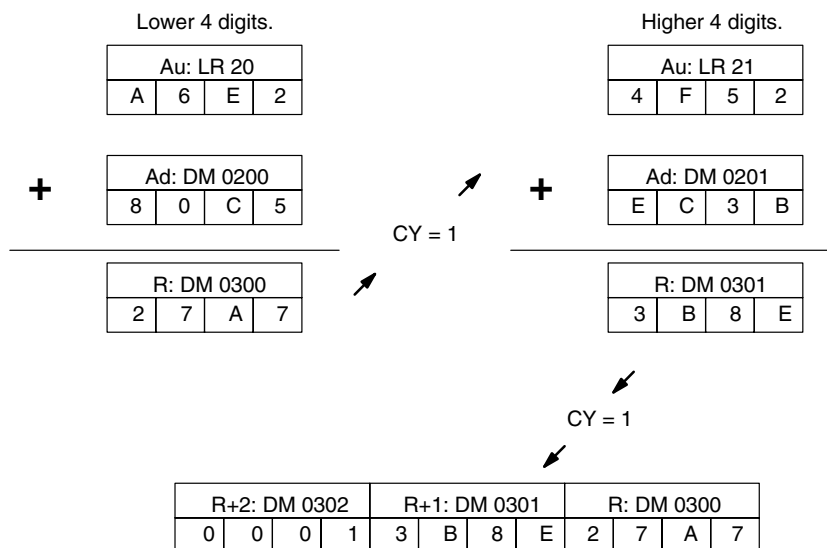 Lower 4 digits. Higher 4 digits.
Au: LR 20 Au: LR 21
A 6 E 2 4 F 5 2
+ Ad: DM 0200 + Ad: DM 0201
8 0 C 5 E C 3 B
CY = 1
R: DM 0300 R: DM 0301
2 7 A 7 3 B 8 E
CY = 1
R+2: DM 0302 R+1: DM 0301 R: DM 0300
0 0 0 1 3 B 8 E 2 7 A 7